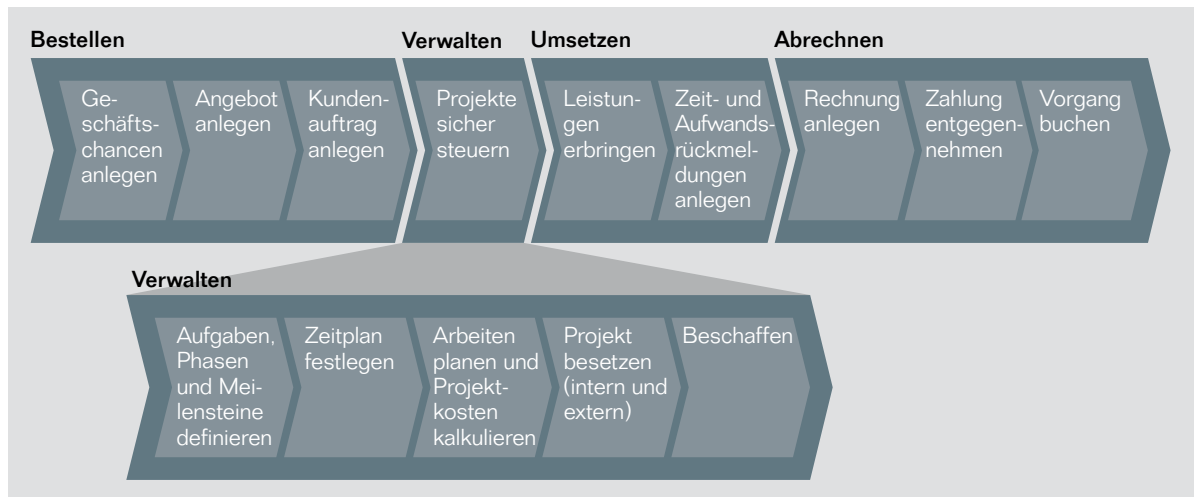 Bestellen
Ge-
schäfts-
chancen
anlegen
Angebot
anlegen
Kunden-
auftrag
anlegen
Verwalten
Projekte
sicher
steuern
Umsetzen
Leistun-
gen
erbringen
Zeit- und
Aufwands-
rückmel-
dungen
anlegen
Abrechnen
Rechnung
anlegen
Zahlung
entgegen-
nehmen
Vorgang
buchen
Verwalten
Aufgaben,
Phasen
und Mei-
lensteine
definieren
Zeitplan
festlegen
Arbeiten
planen und
Projekt-
kosten
kalkulieren
Projekt
besetzen
(intern und
extern)
Beschaffen